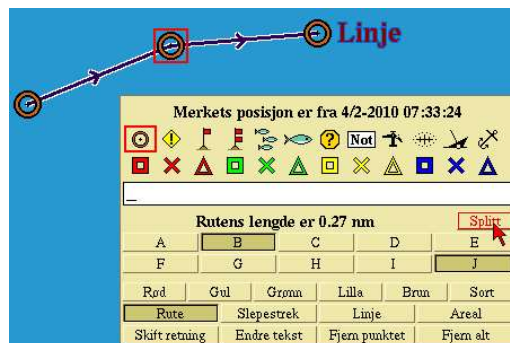 Linje
Merkets posisjon er fra 4/2-2010 07:33:24
Not
_
Rutens lengde er 0.27 nm Splitt
A B C D E
F G H I J
Rød Gul Grønn Lilla Brun Sort
Rute Slepestrek Linje Areal
Skift retning Endre tekst Fjern punktet Fjern alt